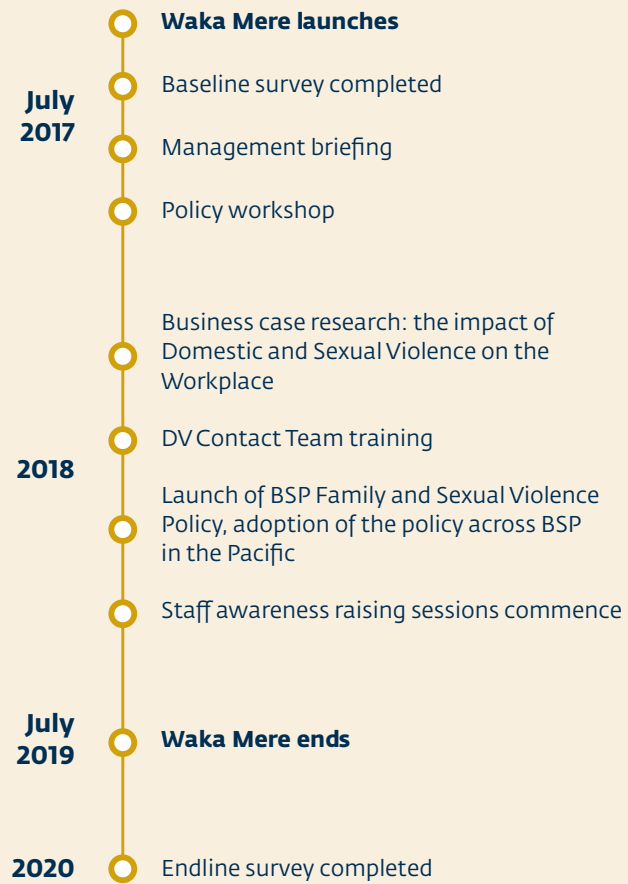 Waka Mere launches
July
2017
Baseline survey completed
Management briefing
Policy workshop
Business case research: the impact of
Domestic and Sexual Violence on the
Workplace
2018
DV Contact Team training
Launch of BSP Family and Sexual Violence
Policy, adoption of the policy across BSP
in the Pacific
Staff awareness raising sessions commence
July
2019
Waka Mere ends
2020
Endline survey completed